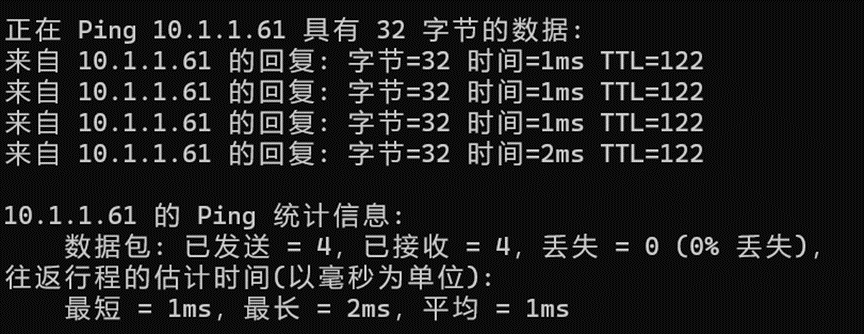 正在 Ping 10.1.1.61 具有 32 字节的数据:
来自 10.1.1.61 的回复: 字节=32 时间=1ms TTL=122
来自 10.1.1.61 的回复: 字节=32 时间=1ms TTL=122
来自 10.1.1.61 的回复: 字节=32 时间=1ms TTL=122
来自 10.1.1.61 的回复: 字节=32 时间=2ms TTL=122
10.1.1.61 的 Ping 统计信息:
数据包: 已发送 = 4, 已接收 = 4, 丢失 = 0 (0% 丢失),
往返行程的估计时间(以毫秒为单位):
最短 = 1ms, 最长 = 2ms, 平均 = 1ms